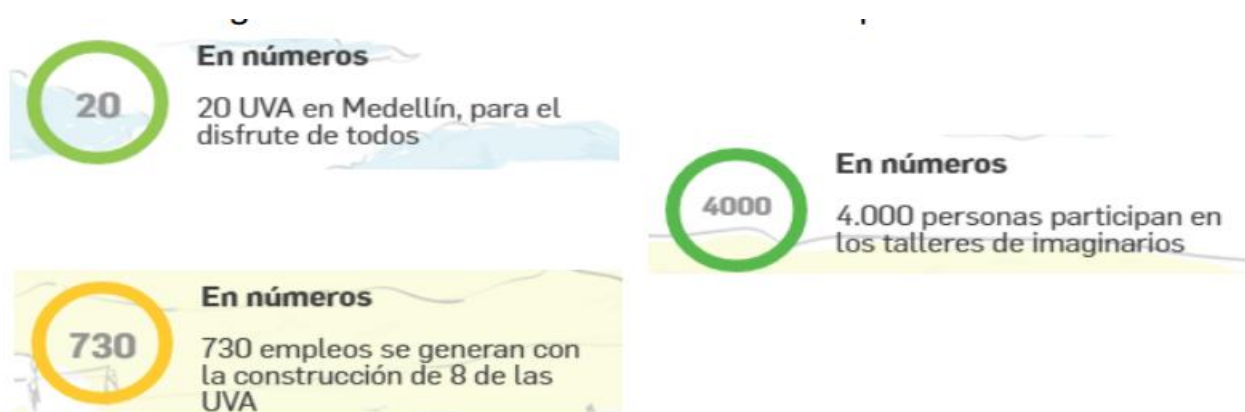 En números
20
20 UVA en Medellín, para el
disfrute de todos
En números
4000
4.000 personas participan en
los talleres de imaginarios
En números
730
730 empleos se generan con
la construcción de 8 de las
UVA